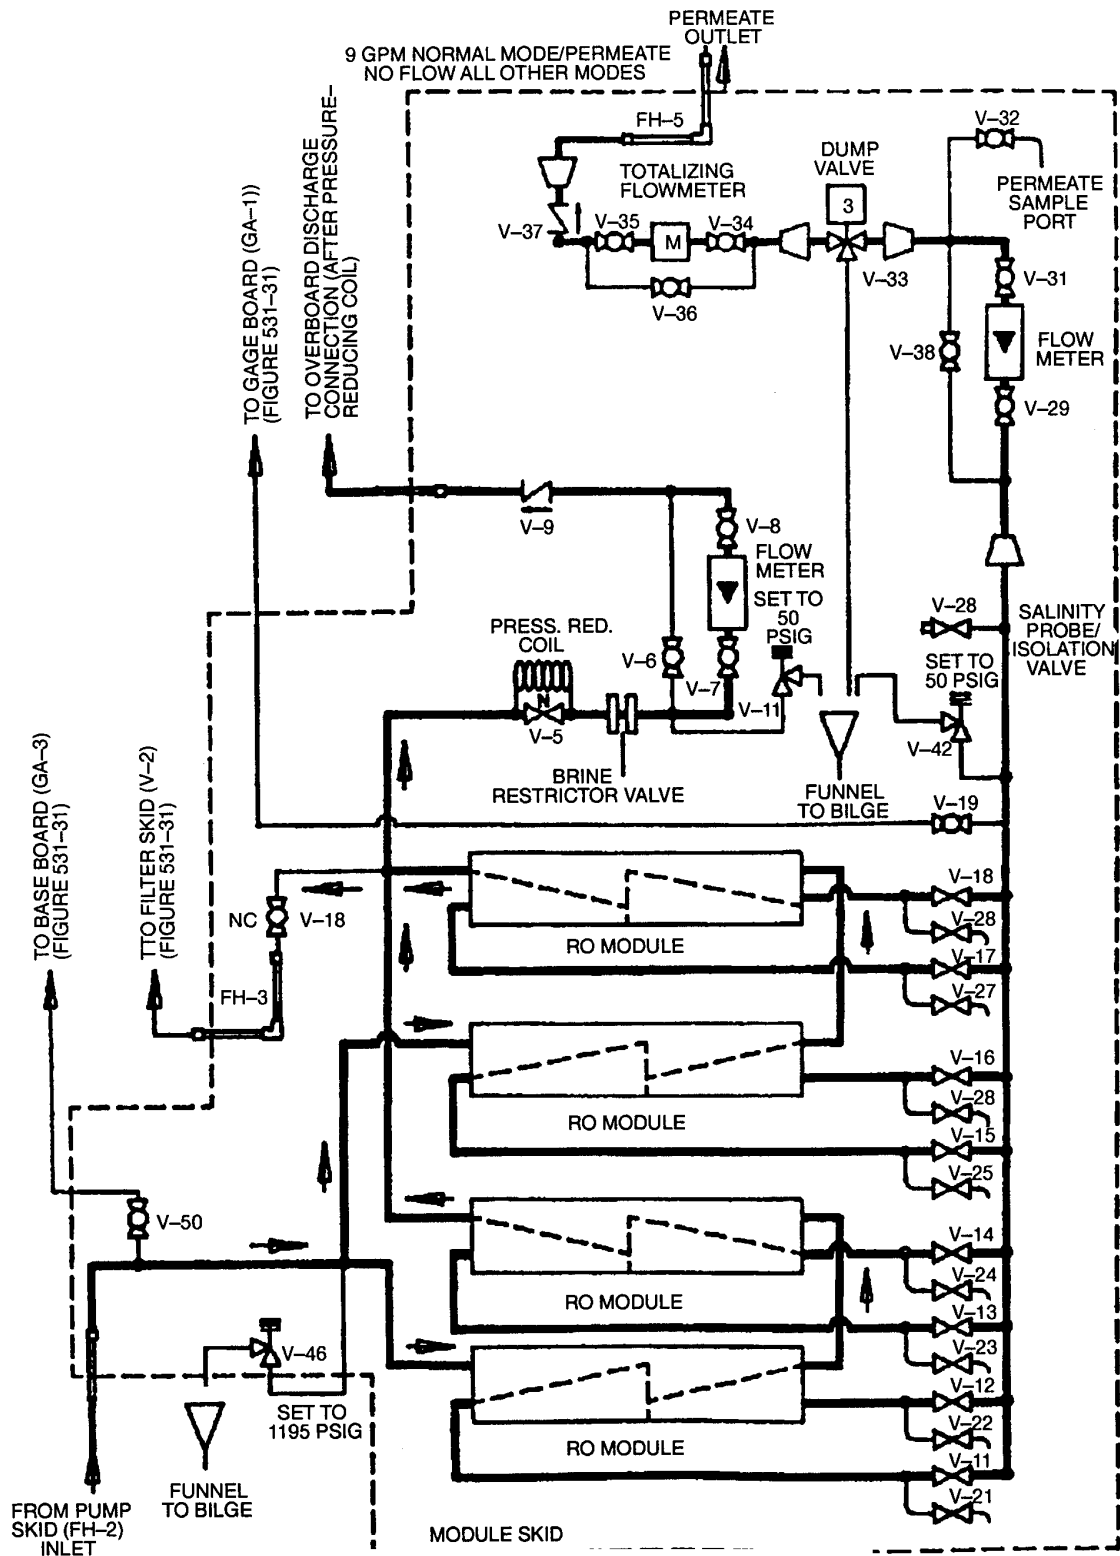 PERMEATE
OUTLET
9 GPM NORMAL MODE/PERMEATE
NO FLOW ALL OTHER MODES
FH–5
V–32
DUMP
VALVE
3
TOTALIZING
FLOWMETER
PERMEATE
SAMPLE
PORT
TO GAGE BOARD (GA–1))
(FIGURE 531–31)
TO OVERBOARD DISCHARGE
CONNECTION (AFTER PRESSURE–
REDUCING COIL)
V–37
V–35
M
V–34
V–33
V–31
V–36
V–38
FLOW
METER
V–29
V–9
V–8
FLOW
METER
SET TO
50
PSIG
V–28
SALINITY
PROBE/
ISOLATION
VALVE
PRESS. RED.
COIL
N
V–5
V–6
V–7
V–11
SET TO
50 PSIG
V–42
BRINE
RESTRICTOR VALVE
FUNNEL
TO BILGE
V–19
TO BASE BOARD (GA–3)
(FIGURE 531–31)
TTO FILTER SKID (V–2)
(FIGURE 531–31)
NC
V–18
FH–3
RO MODULE
V–18
V–28
V–17
V–27
RO MODULE
V–16
V–28
V–15
V–25
V–50
RO MODULE
V–14
V–24
V–13
V–23
V–46
SET TO
1195 PSIG
RO MODULE
V–12
V–22
V–11
V–21
FUNNEL
TO BILGE
FROM PUMP
SKID (FH–2)
INLET
MODULE SKID